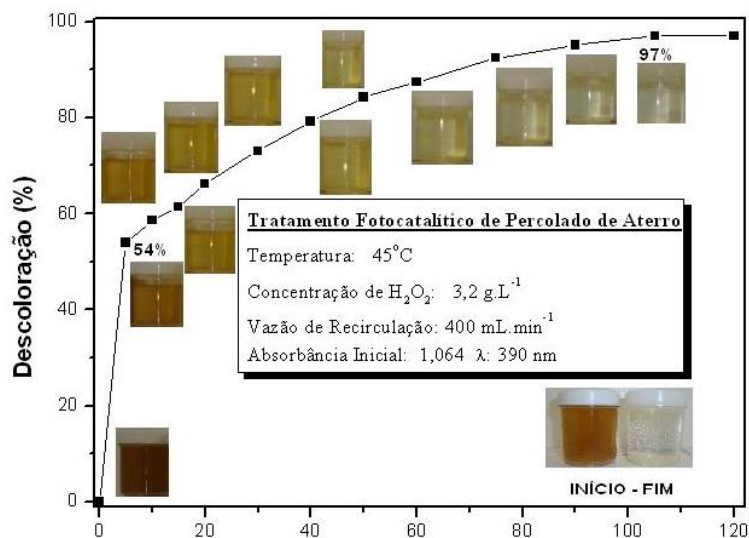 100
80
60
40
20
0
Descoloração (%)
97%
54%
Tratamento Fotocatalítico de Percolado de Aterro
Temperatura: 45°C
Concentração de H₂O₂: 3,2 g.L⁻¹
Vazão de Recirculação: 400 mL.min⁻¹
Absorbância Inicial: 1,064 λ: 390 nm
INÍCIO - FIM
0 20 40 60 80 100 120